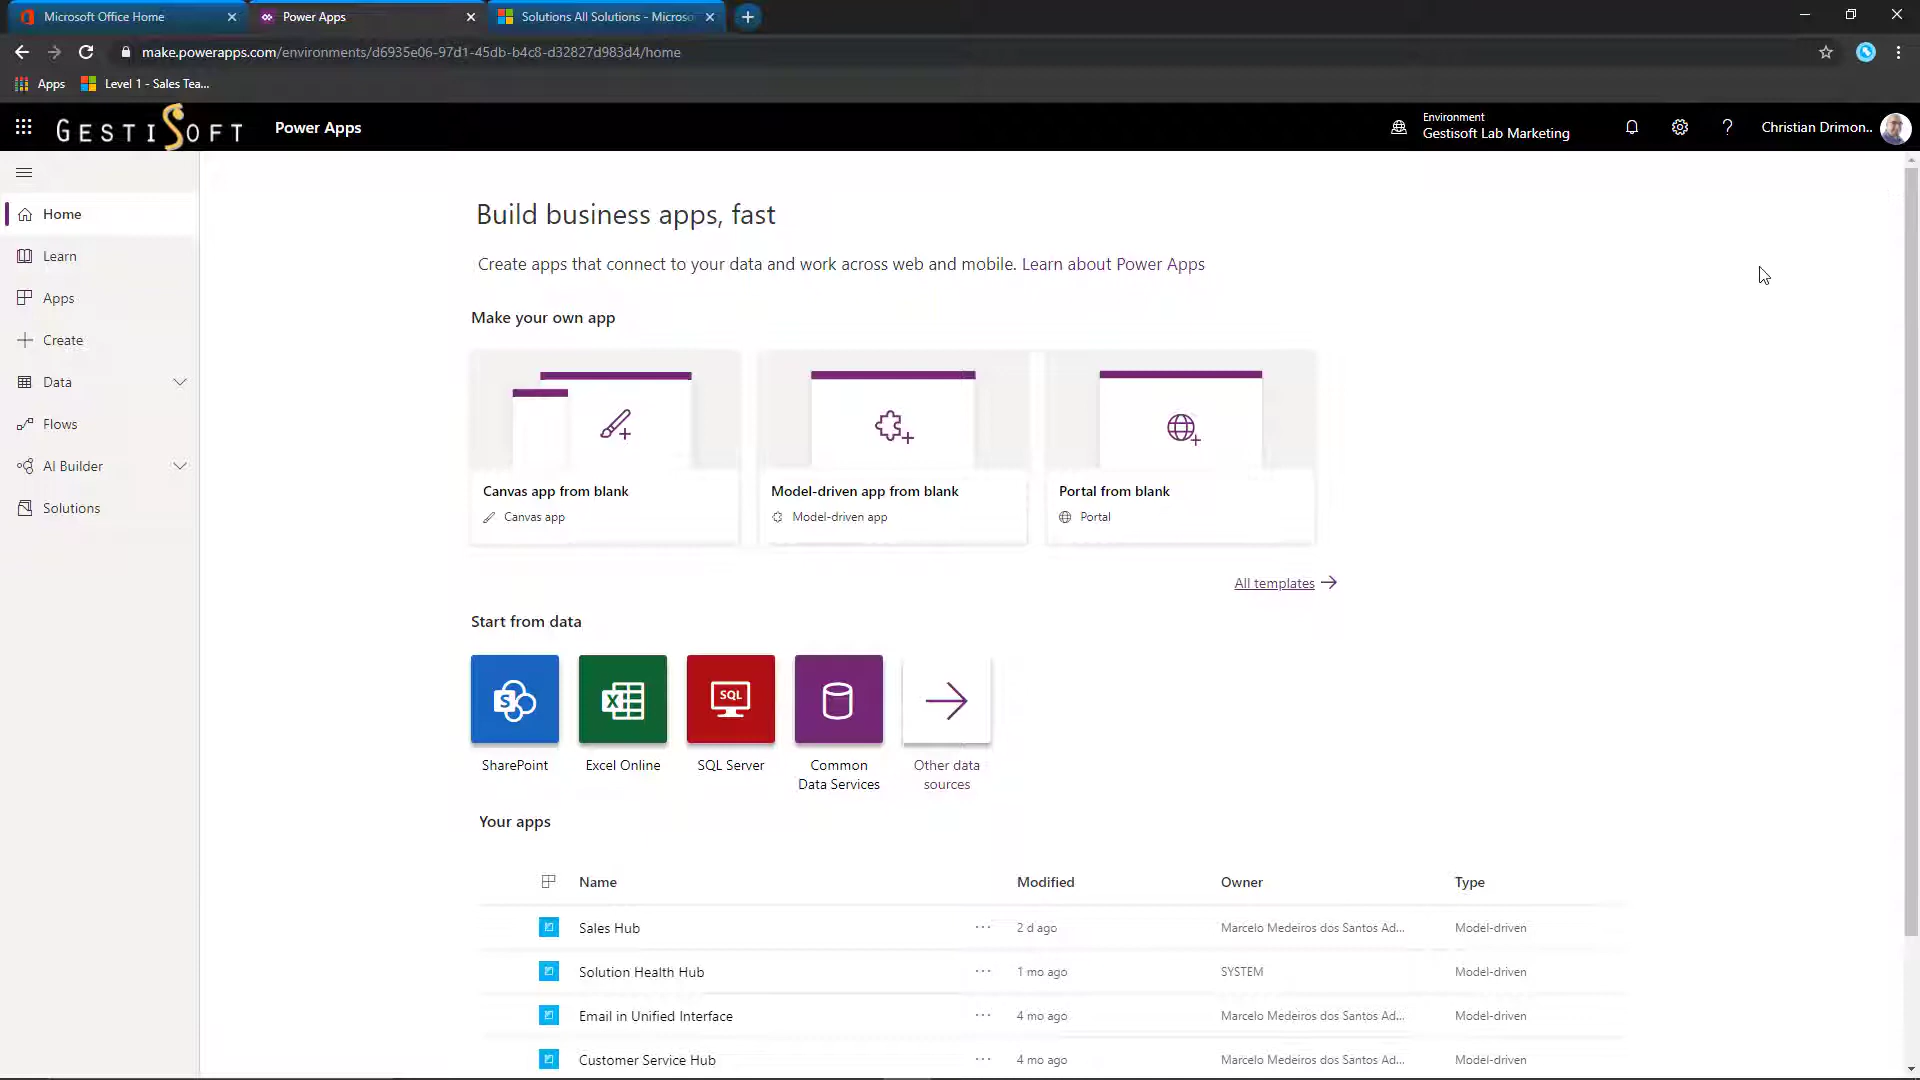 Microsoft Office Home
Power Apps
Solutions All Solutions - Microso
make.powerapps.com/environments/d6935e06-97d1-45db-b4c8-d32827d983d4/home
Apps
Level 1 - Sales Tea...
GESTISOFT
Power Apps
Environment
Gestisoft Lab Marketing
?
Christian Drimon..
Home
Learn
Apps
Create
Data
Flows
AI Builder
Solutions
Build business apps, fast
Create apps that connect to your data and work across web and mobile. Learn about Power Apps
Make your own app
Canvas app from blank
Canvas app
Model-driven app from blank
Model-driven app
Portal from blank
Portal
All templates
Start from data
S
X
SQL
SharePoint
Excel Online
SQL Server
Common
Data Services
Other data
sources
Your apps
Name Modified Owner Type
Sales Hub ... 2 d ago Marcelo Medeiros dos Santos Ad... Model-driven
Solution Health Hub ... 1 mo ago SYSTEM Model-driven
Email in Unified Interface ... 4 mo ago Marcelo Medeiros dos Santos Ad... Model-driven
Customer Service Hub ... 4 mo ago Marcelo Medeiros dos Santos Ad... Model-driven